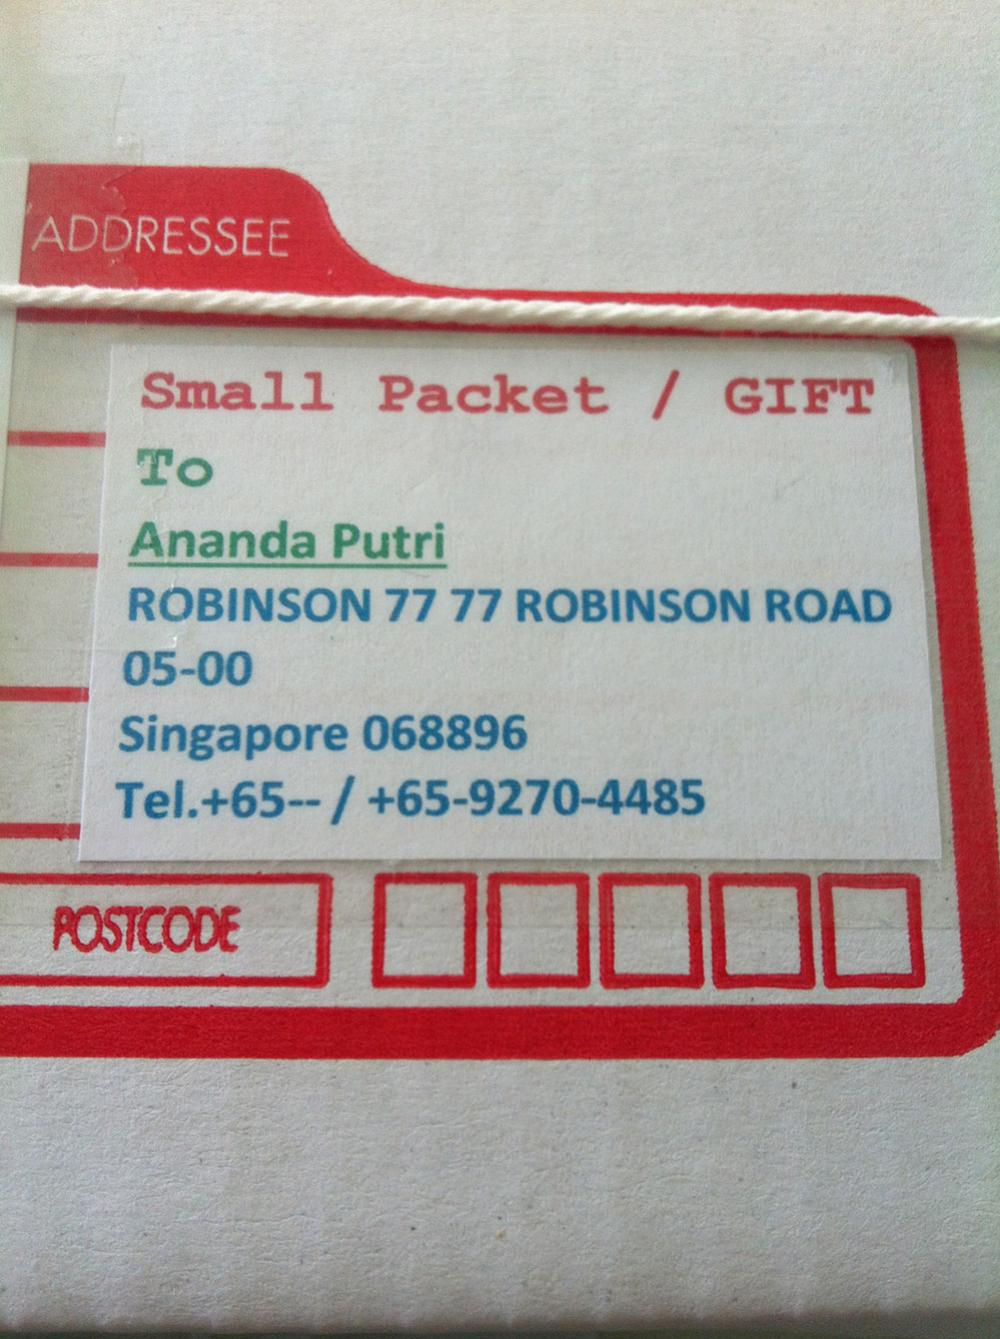 ADDRESSEE
Small Packet / GIFT
To
Ananda Putri
ROBINSON 77 77 ROBINSON ROAD
05-00
Singapore 068896
Tel.+65-- / +65-9270-4485
POSTCODE